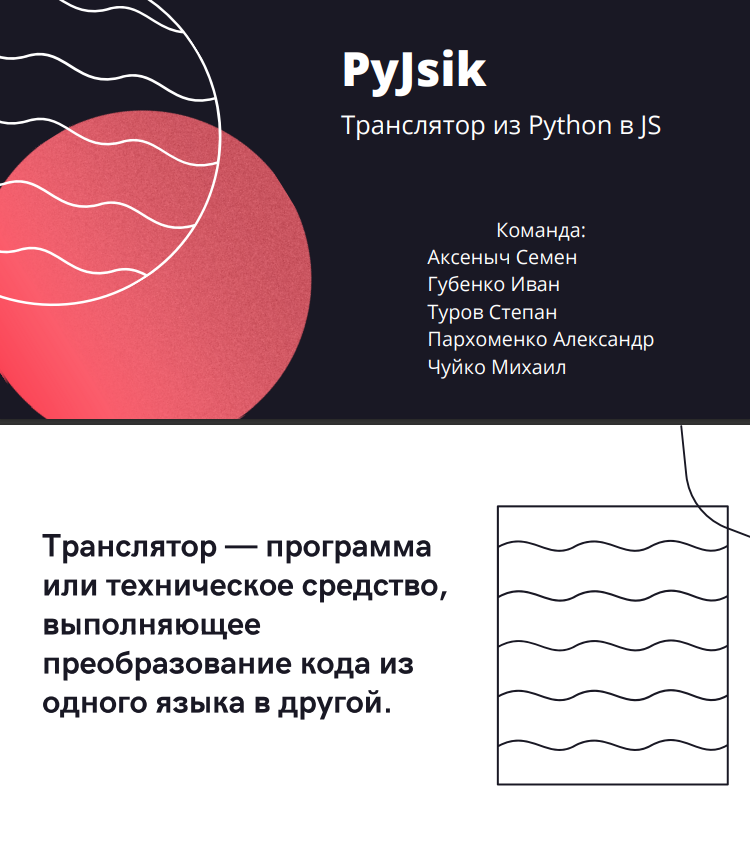 PyJsik
Транслятор из Python в JS
Команда:
Аксеныч Семен
Губенко Иван
Туров Степан
Пархоменко Александр
Чуйко Михаил
Транслятор — программа
или техническое средство,
выполняющее
преобразование кода из
одного языка в другой.